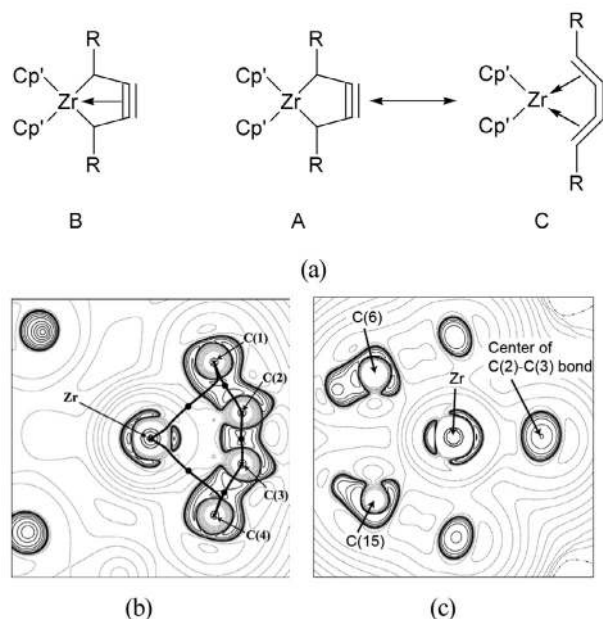 R
Cp'
Zr
Cp'
R
B
R
Cp'
Zr
Cp'
R
A
R
Cp'
Zr
Cp'
R
C
(a)
Zr
C(1)
C(2)
C(3)
C(4)
(b)
C(6)
Zr
Center of
C(2)-C(3) bond
C(15)
(c)